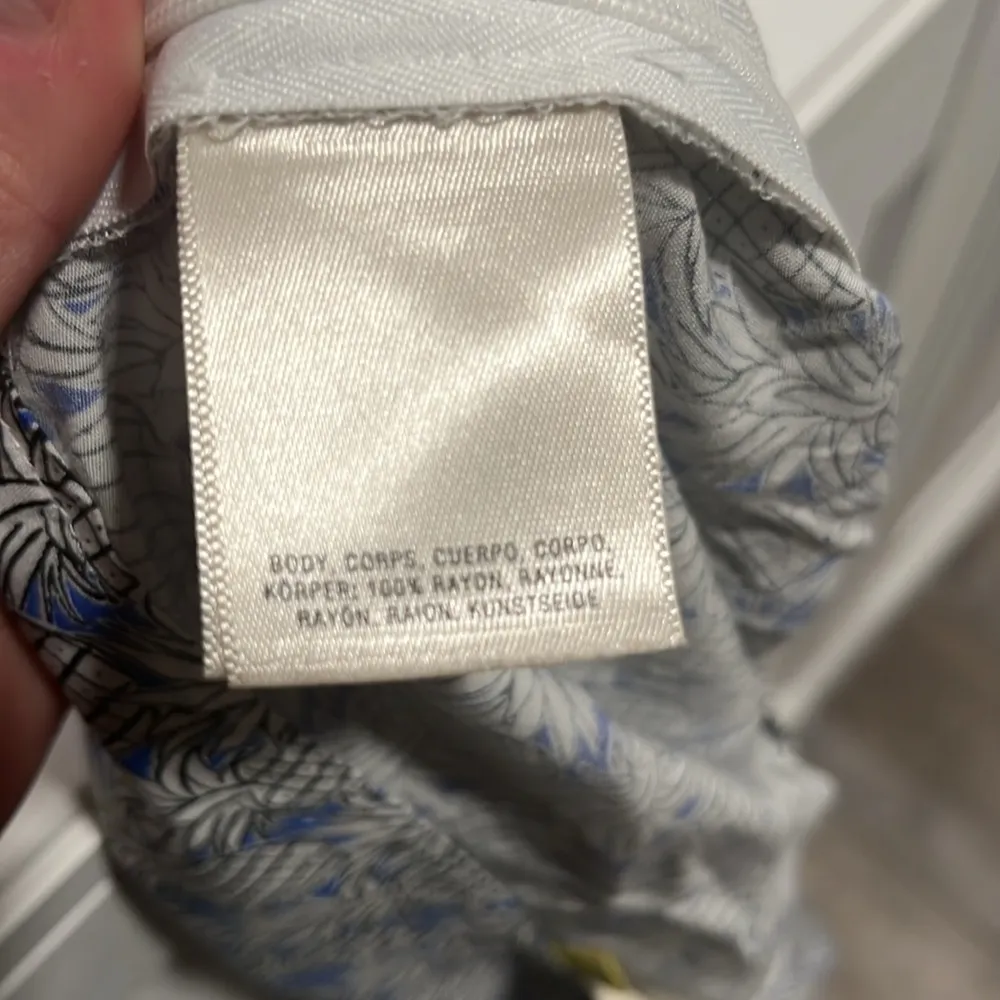 BODY, CORPS, CUERPO, CORPO,
KÖRPER: 100% RAYON, RAYONNE,
RAYÓN, RAION, KUNSTSEIDE